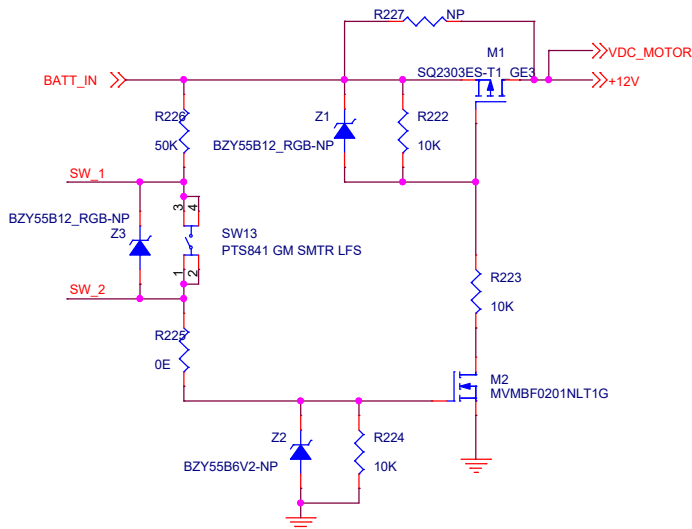 R227
NP
M1
VDC_MOTOR
SQ2303ES-T1_GE3
BATT_IN
+12V
R226
50K
Z1
R222
BZY55B12_RGB-NP
10K
SW_1
3
4
BZY55B12_RGB-NP
Z3
SW13
PTS841 GM SMTR LFS
1
2
SW_2
R223
10K
R225
0E
M2
MVMBF0201NLT1G
Z2
R224
BZY55B6V2-NP
10K